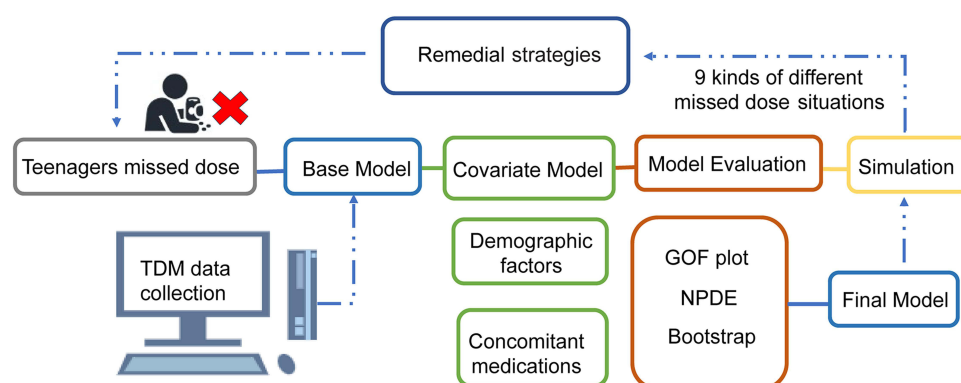 Remedial strategies
9 kinds of different
missed dose situations
Teenagers missed dose
Base Model
Covariate Model
Model Evaluation
Simulation
TDM data
collection
Demographic
factors
Concomitant
medications
GOF plot
NPDE
Bootstrap
Final Model